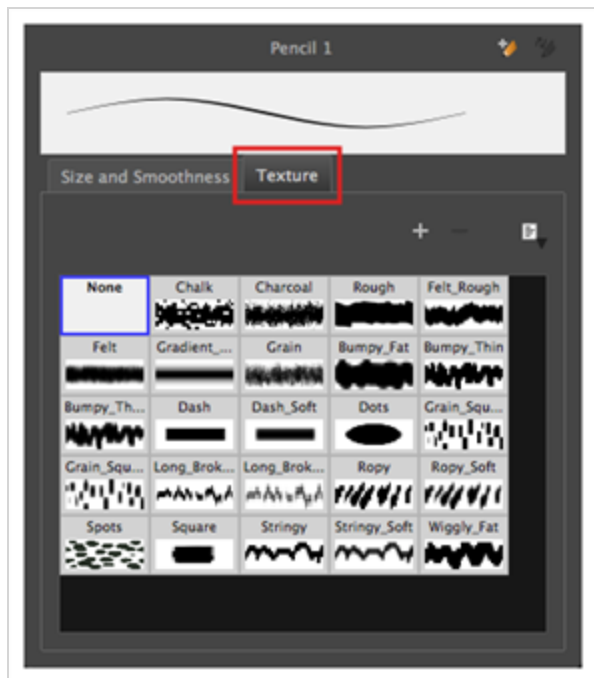 Pencil 1
Size and Smoothness Texture
None Chalk Charcoal Rough Felt_Rough
Felt Gradient_... Grain Bumpy_Fat Bumpy_Thin
Bumpy_Th... Dash Dash_Soft Dots Grain_Squ...
Grain_Squ... Long_Brok... Long_Brok... Ropy Ropy_Soft
Spots Square Stringy Stringy_Soft Wiggly_Fat